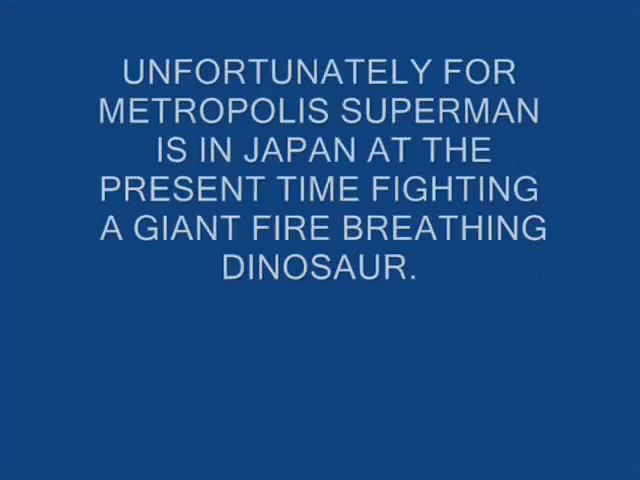 UNFORTUNATELY FOR
METROPOLIS SUPERMAN
IS IN JAPAN AT THE
PRESENT TIME FIGHTING
A GIANT FIRE BREATHING
DINOSAUR.